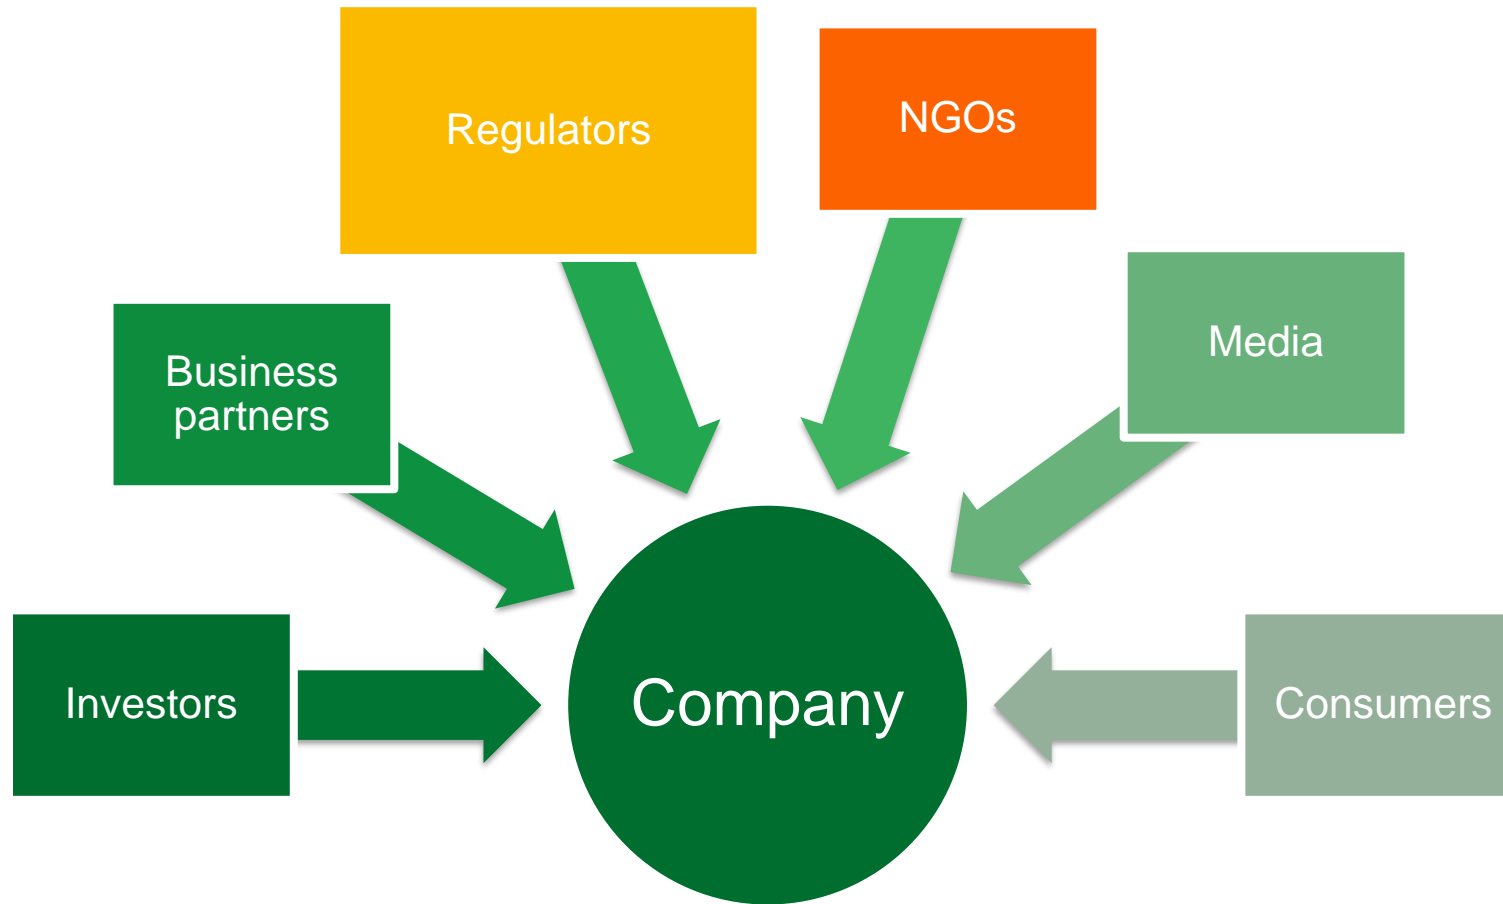 Regulators
NGOs
Media
Business
partners
Investors
Company
Consumers